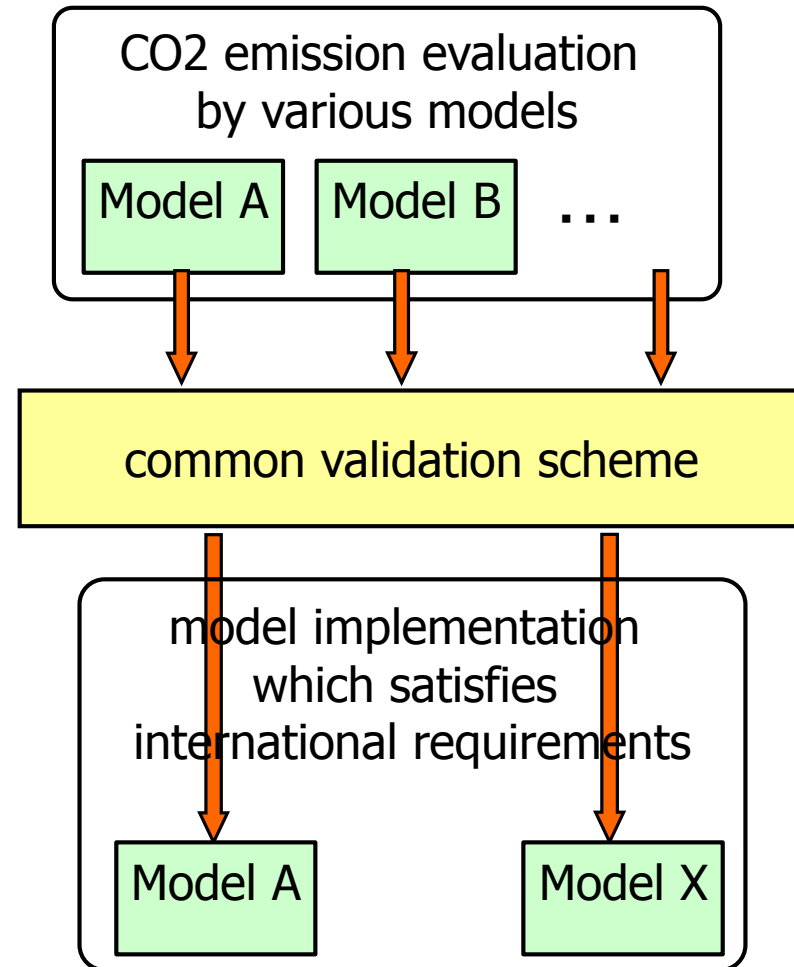 CO2 emission evaluation
by various models
Model A
Model B
...
common validation scheme
model implementation
which satisfies
international requirements
Model A
Model X